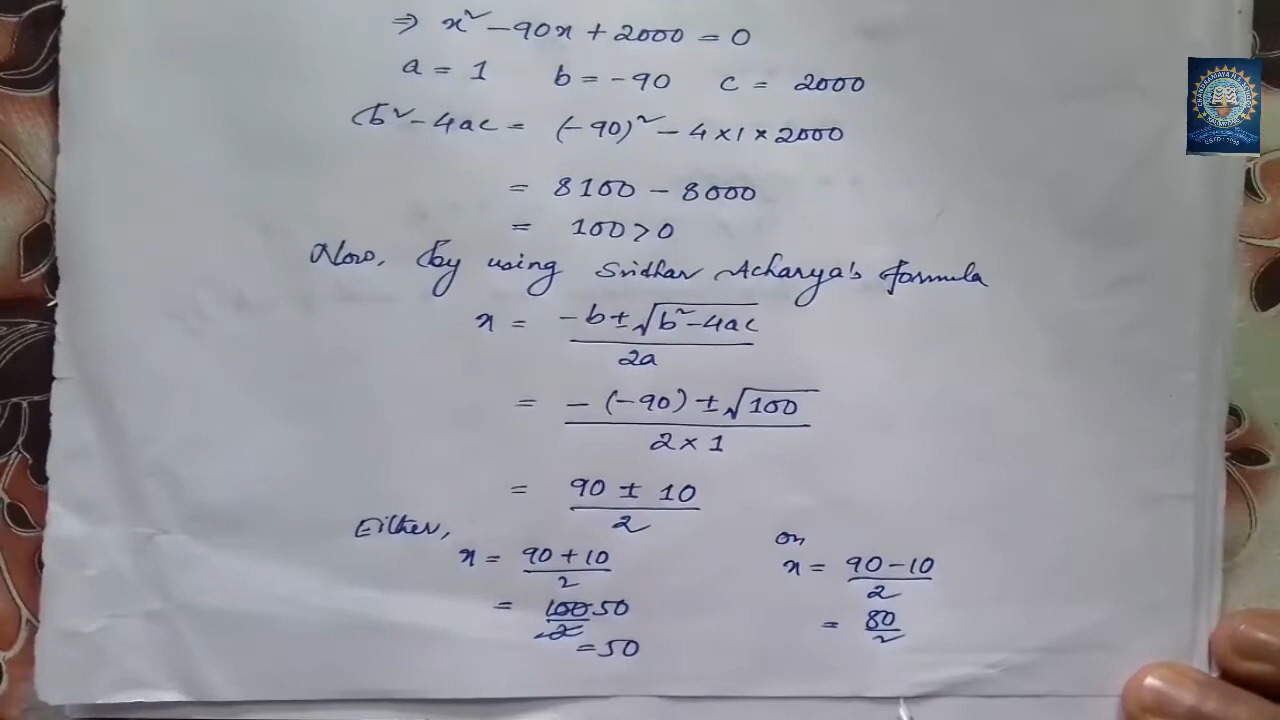 ⇒ x² - 90x + 2000 = 0
a = 1 b = -90 c = 2000
b² - 4ac = (-90)² - 4 × 1 × 2000
= 8100 - 8000
= 100 > 0
Now, by using Sridhar Acharya's formula
x = (-b ± √(b² - 4ac)) / 2a
= (-(-90) ± √100) / (2 × 1)
= (90 ± 10) / 2
Either,
x = (90 + 10) / 2
= 100/2 50
= 50
or
x = (90 - 10) / 2
= 80/2